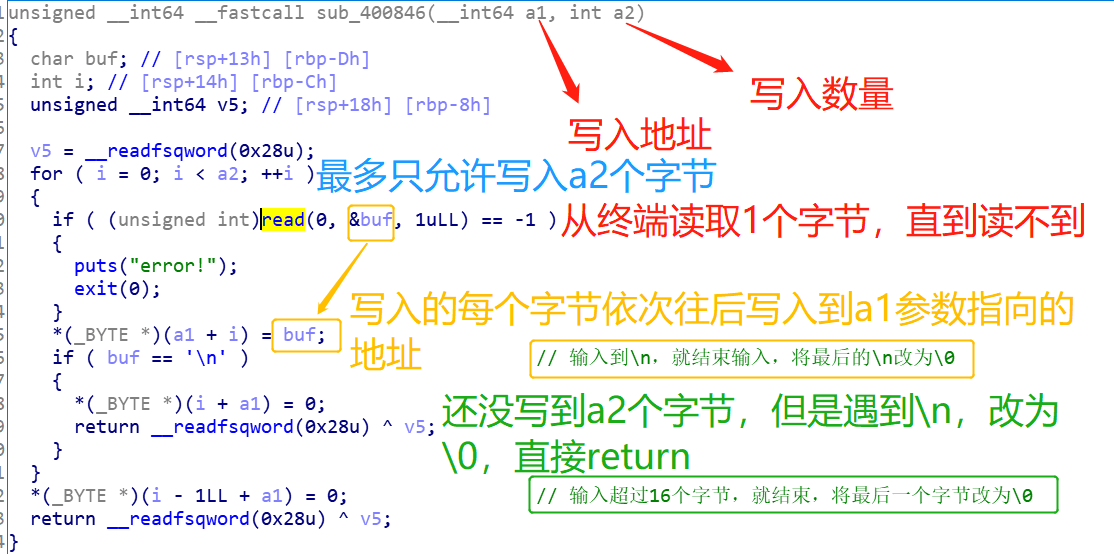 unsigned __int64 __fastcall sub_400846(__int64 a1, int a2)
{
char buf; // [rsp+13h] [rbp-Dh]
int i; // [rsp+14h] [rbp-Ch]
写入数量
unsigned __int64 v5; // [rsp+18h] [rbp-8h]
写入地址
v5 = __readfsqword(0x28u);
for ( i = 0; i < a2; ++i ) 最多只允许写入a2个字节
{
if ( (unsigned int)read(0, &buf, 1uLL) == -1 ) 从终端读取1个字节，直到读不到
{
puts("error!");
exit(0);
}
写入的每个字节依次往后写入到a1参数指向的
地址
*(_BYTE *)(a1 + i) = buf;
if ( buf == '\n' ) // 输入到\n，就结束输入，将最后的\n改为\0
{
*(_BYTE *)(i + a1) = 0;
return __readfsqword(0x28u) ^ v5;
还没写到a2个字节，但是遇到\n，改为
\0，直接return
}
}
*(_BYTE *)(i - 1LL + a1) = 0; // 输入超过16个字节，就结束，将最后一个字节改为\0
return __readfsqword(0x28u) ^ v5;
}